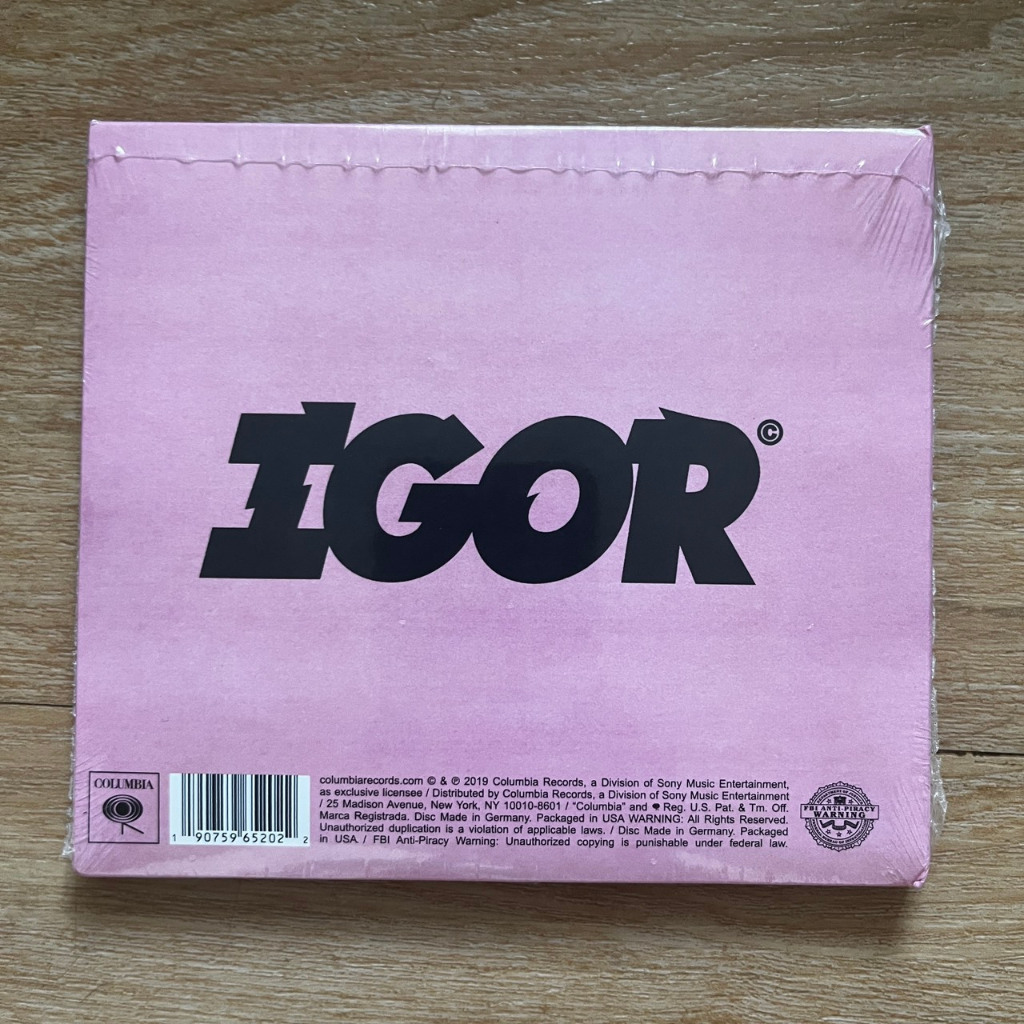 IGOR©
COLUMBIA
1 90759 65202 2
columbiarecords.com © & ℗ 2019 Columbia Records, a Division of Sony Music Entertainment,
as exclusive licensee / Distributed by Columbia Records, a Division of Sony Music Entertainment
/ 25 Madison Avenue, New York, NY 10010-8601 / "Columbia" and Reg. U.S. Pat. & Tm. Off.
Marca Registrada. Disc Made in Germany. Packaged in USA WARNING: All Rights Reserved.
Unauthorized duplication is a violation of applicable laws. / Disc Made in Germany. Packaged
in USA. / FBI Anti-Piracy Warning: Unauthorized copying is punishable under federal law.
FBI ANTI-PIRACY
WARNING